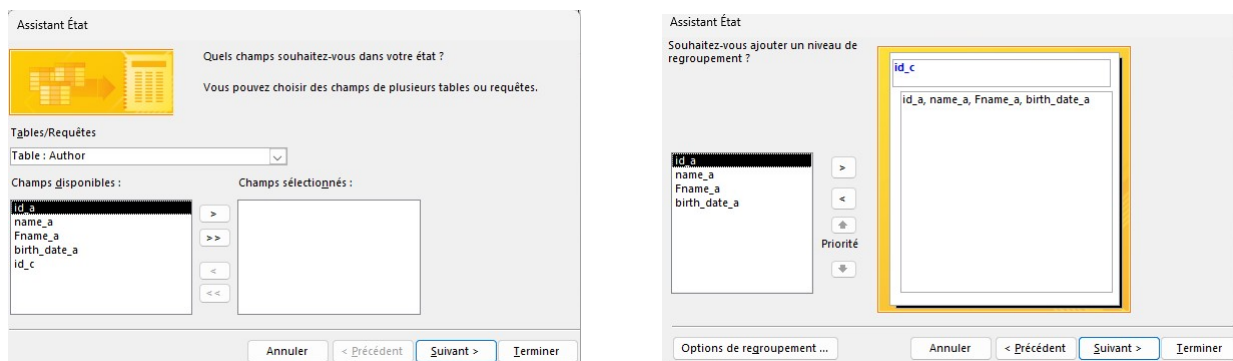 Assistant État
Quels champs souhaitez-vous dans votre état ?
Vous pouvez choisir des champs de plusieurs tables ou requêtes.
Tables/Requêtes
Table : Author
Champs disponibles :
Champs sélectionnés :
id_a
name_a
Fname_a
birth_date_a
id_c
>
>>
<
<<
Annuler
< Précédent
Suivant >
Terminer
Assistant État
Souhaitez-vous ajouter un niveau de
regroupement ?
id_c
id_a, name_a, Fname_a, birth_date_a
id_a
name_a
Fname_a
birth_date_a
>
<
Priorité
Options de regroupement ...
Annuler
< Précédent
Suivant >
Terminer